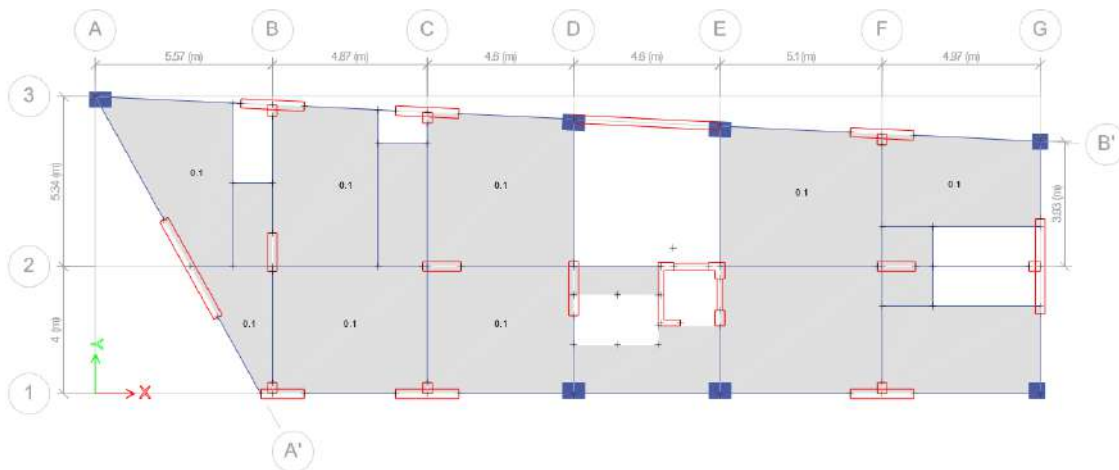 A B C D E F G
5.57 (m) 4.87 (m) 4.6 (m) 4.6 (m) 5.1 (m) 4.97 (m)
3
B'
0.1 0.1 0.1 0.1 0.1
5.34 (m) 3.93 (m)
2
0.1 0.1 0.1
4 (m)
Y
X
1
A'